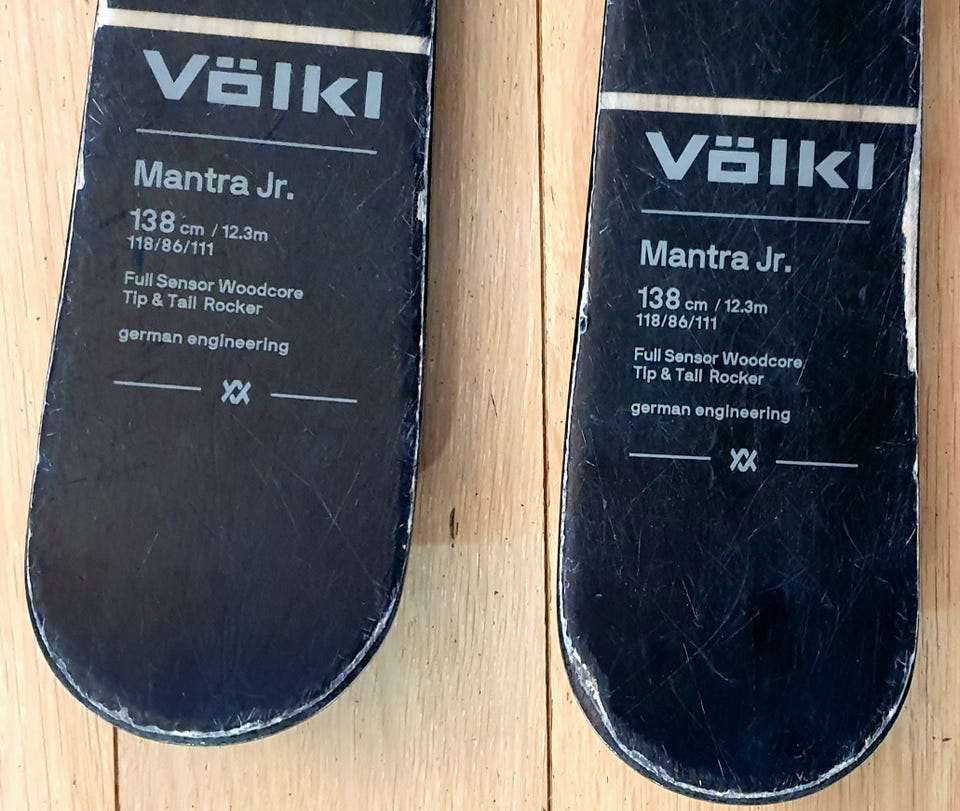 Völkl
Mantra Jr.
138 cm / 12.3m
118/86/111
Full Sensor Woodcore
Tip & Tail Rocker
german engineering
Völkl
Mantra Jr.
138 cm / 12.3m
118/86/111
Full Sensor Woodcore
Tip & Tail Rocker
german engineering